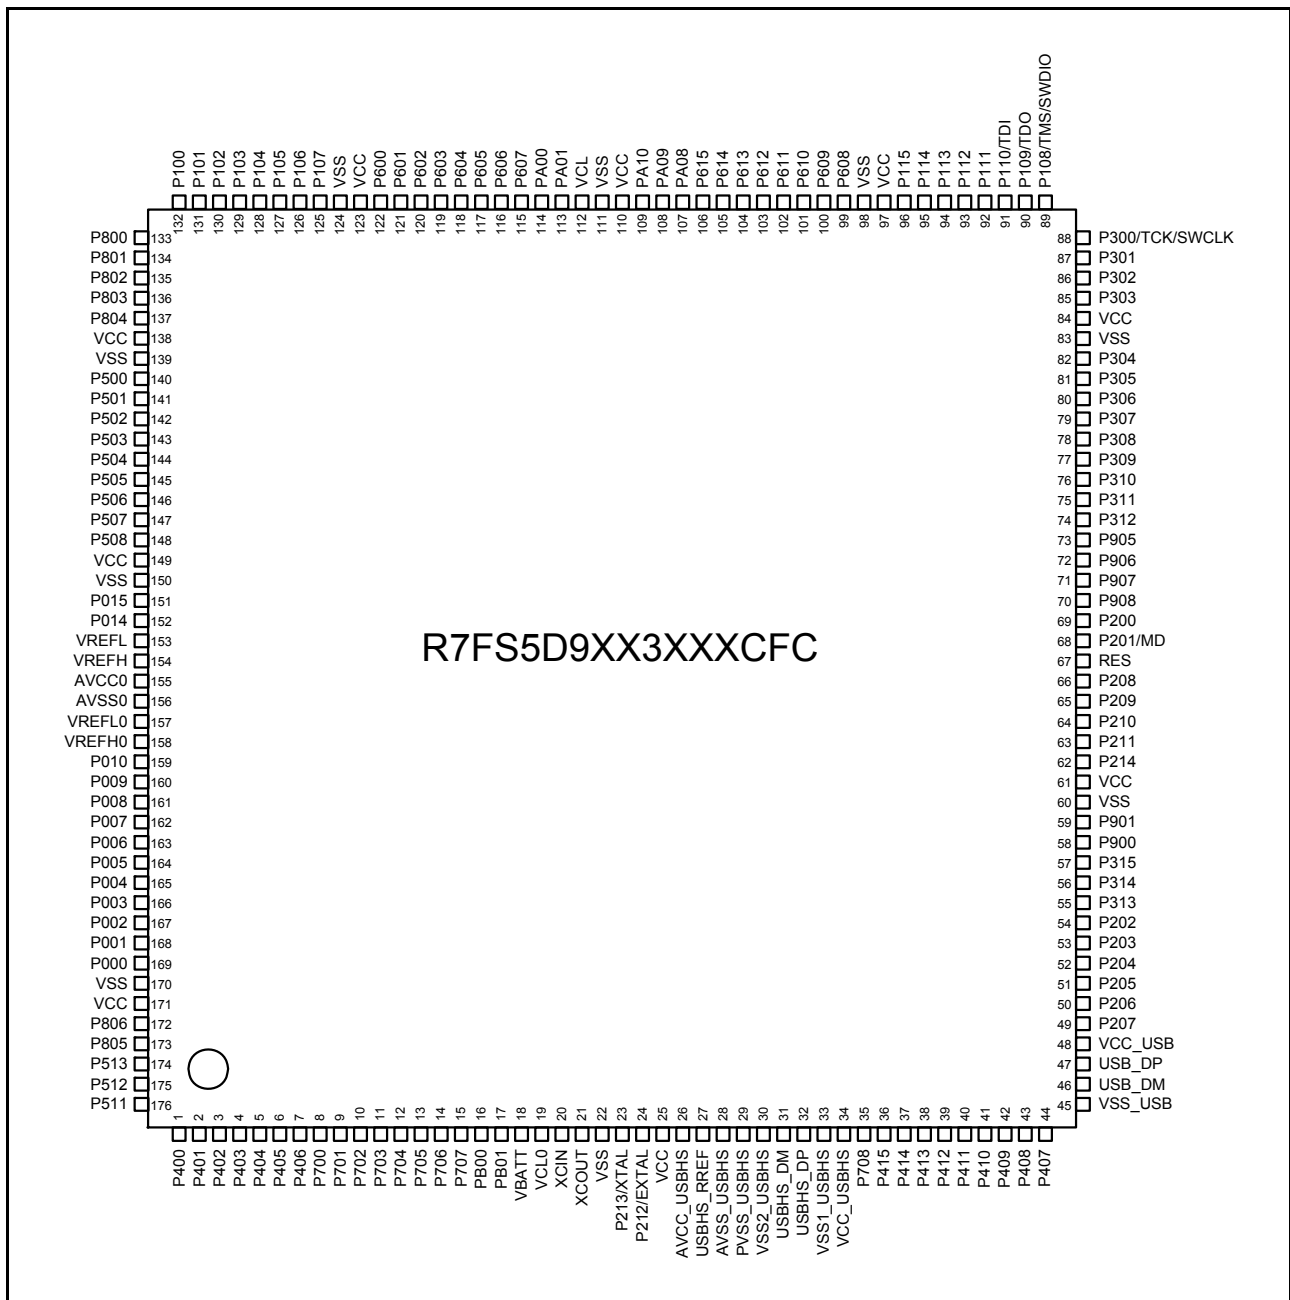 P100 P101 P102 P103 P104 P105 P106 P107 VSS VCC P600 P601 P602 P603 P604 P605 P606 P607 PA00 PA01 VCL VSS VCC PA10 PA09 PA08 P615 P614 P613 P612 P611 P610 P609 P608 VSS VCC P115 P114 P113 P112 P111 P110/TDI P109/TDO P108/TMS/SWDIO
132 131 130 129 128 127 126 125 124 123 122 121 120 119 118 117 116 115 114 113 112 111 110 109 108 107 106 105 104 103 102 101 100 99 98 97 96 95 94 93 92 91 90 89
P800 133 88 P300/TCK/SWCLK
P801 134 87 P301
P802 135 86 P302
P803 136 85 P303
P804 137 84 VCC
VCC 138 83 VSS
VSS 139 82 P304
P500 140 81 P305
P501 141 80 P306
P502 142 79 P307
P503 143 78 P308
P504 144 77 P309
P505 145 76 P310
P506 146 75 P311
P507 147 74 P312
P508 148 73 P905
VCC 149 72 P906
VSS 150 71 P907
P015 151 70 P908
P014 152 69 P200
VREFL 153 68 P201/MD
R7FS5D9XX3XXXCFC
VREFH 154 67 RES
AVCC0 155 66 P208
AVSS0 156 65 P209
VREFL0 157 64 P210
VREFH0 158 63 P211
P010 159 62 P214
P009 160 61 VCC
P008 161 60 VSS
P007 162 59 P901
P006 163 58 P900
P005 164 57 P315
P004 165 56 P314
P003 166 55 P313
P002 167 54 P202
P001 168 53 P203
P000 169 52 P204
VSS 170 51 P205
VCC 171 50 P206
P806 172 49 P207
P805 173 48 VCC_USB
P513 174 47 USB_DP
P512 175 46 USB_DM
P511 176 45 VSS_USB
1 2 3 4 5 6 7 8 9 10 11 12 13 14 15 16 17 18 19 20 21 22 23 24 25 26 27 28 29 30 31 32 33 34 35 36 37 38 39 40 41 42 43 44
P400 P401 P402 P403 P404 P405 P406 P700 P701 P702 P703 P704 P705 P706 P707 PB00 PB01 VBATT VCL0 XCIN XCOUT VSS P213/XTAL P212/EXTAL VCC AVCC_USBHS USBHS_RREF AVSS_USBHS PVSS_USBHS VSS2_USBHS USBHS_DM USBHS_DP VSS1_USBHS VCC_USBHS P708 P415 P414 P413 P412 P411 P410 P409 P408 P407